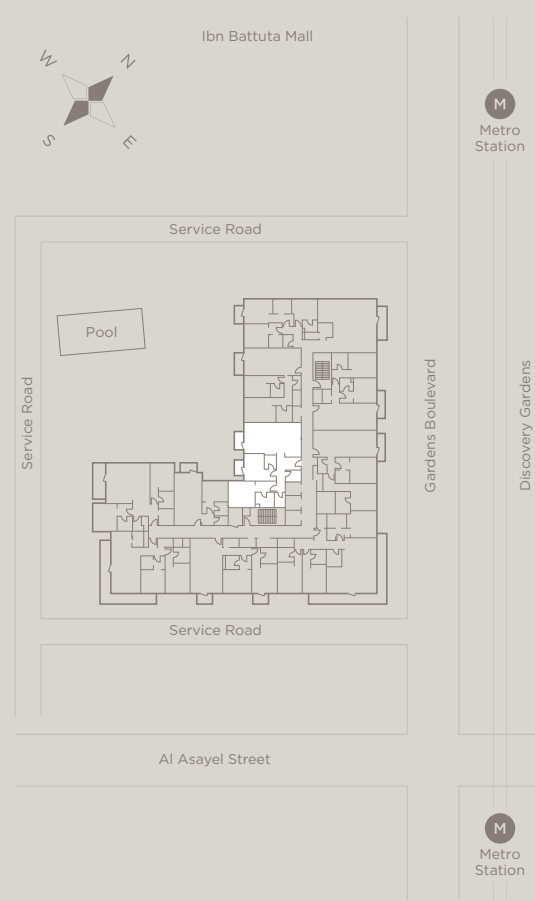 Ibn Battuta Mall
W
N
S
E
M
Metro
Station
Service Road
Pool
Service Road
Gardens Boulevard
Discovery Gardens
Service Road
Al Asayel Street
M
Metro
Station